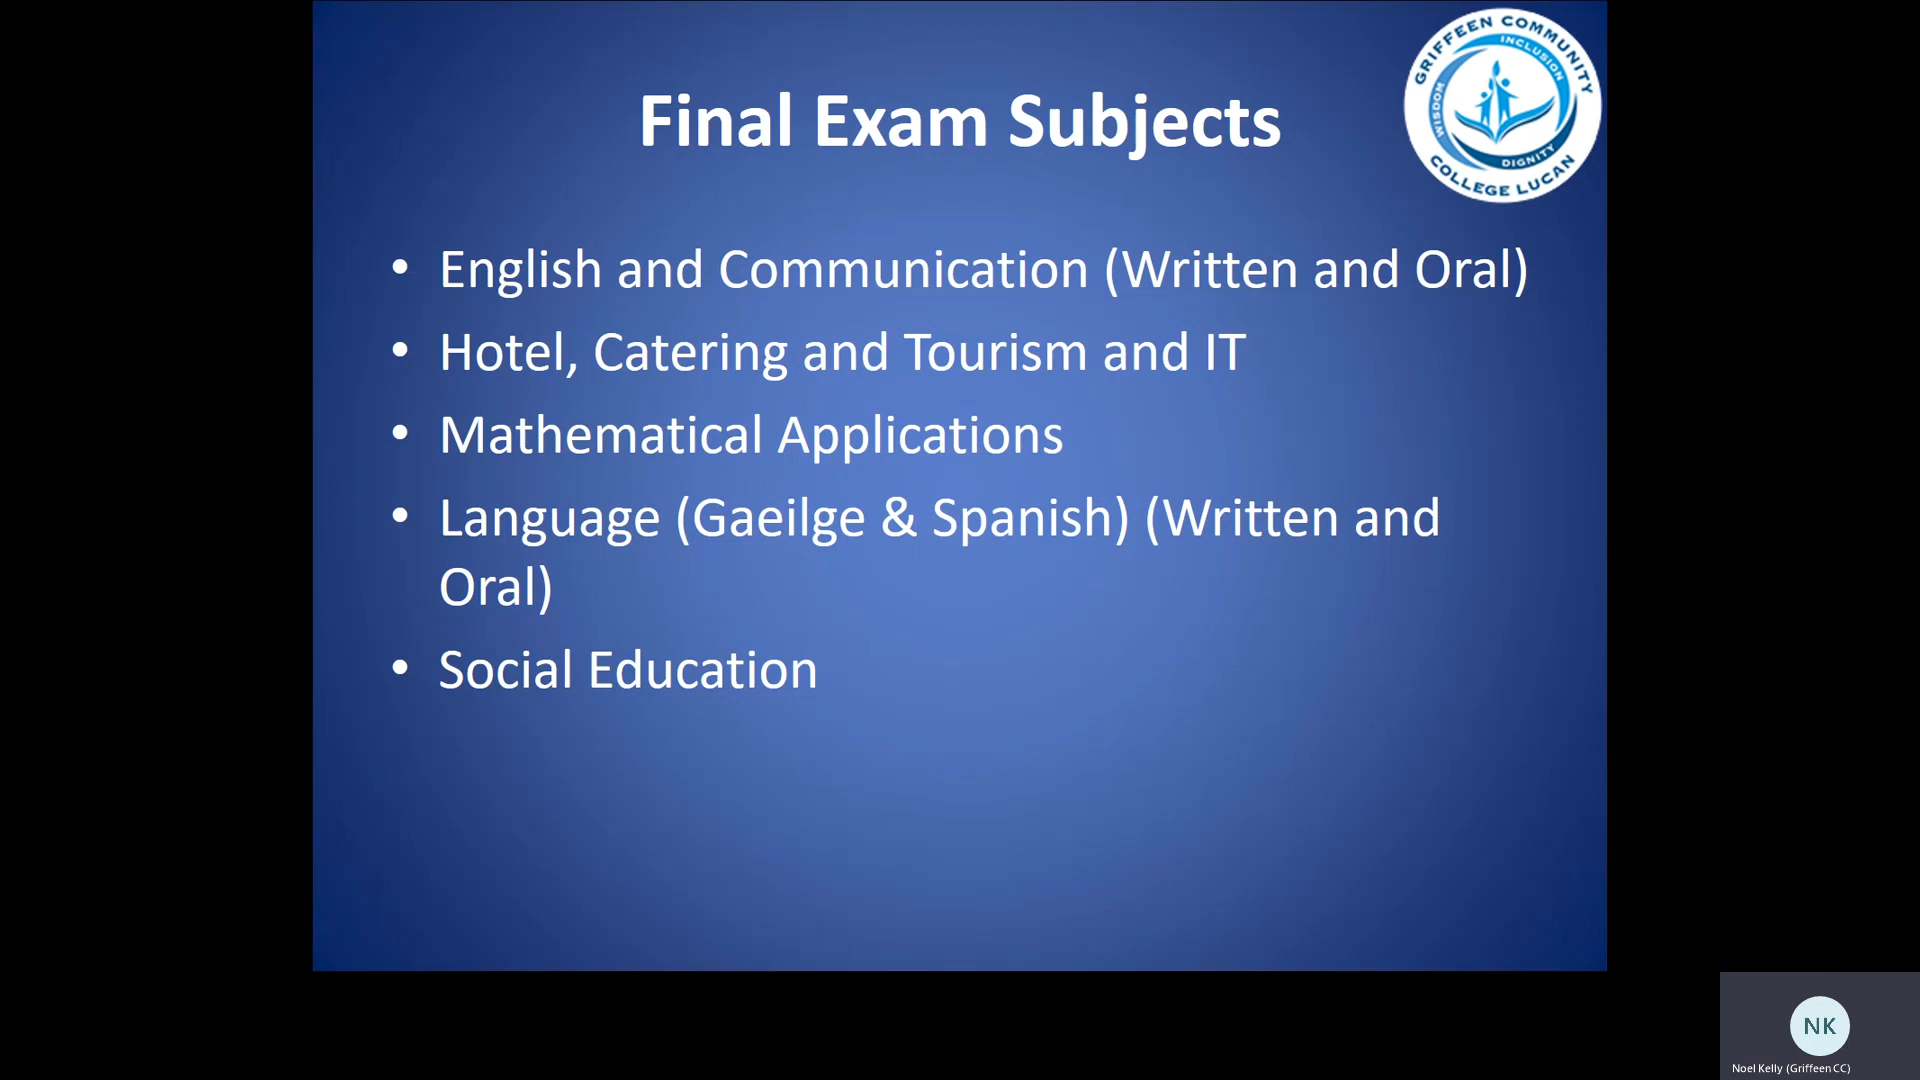 Final Exam Subjects
GRIFFEEN COMMUNITY
INCLUSION
WISDOM
DIGNITY
COLLEGE LUCAN
• English and Communication (Written and Oral)
• Hotel, Catering and Tourism and IT
• Mathematical Applications
• Language (Gaeilge & Spanish) (Written and
Oral)
• Social Education
NK
Noel Kelly (Griffeen CC)